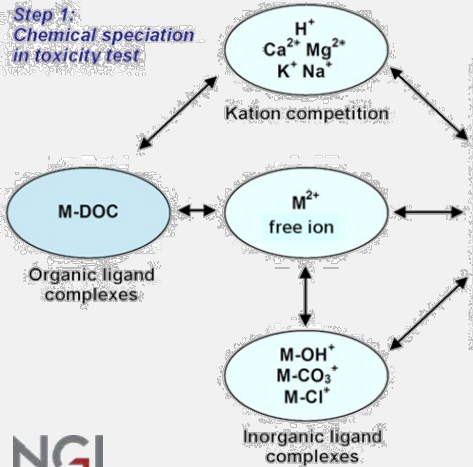 Step 1:
Chemical speciation
in toxicity test
H⁺
Ca²⁺ Mg²⁺
K⁺ Na⁺
Kation competition
M-DOC
Organic ligand
complexes
M²⁺
free ion
M-OH⁺
M-CO₃⁺
M-Cl⁺
Inorganic ligand
complexes
NGI